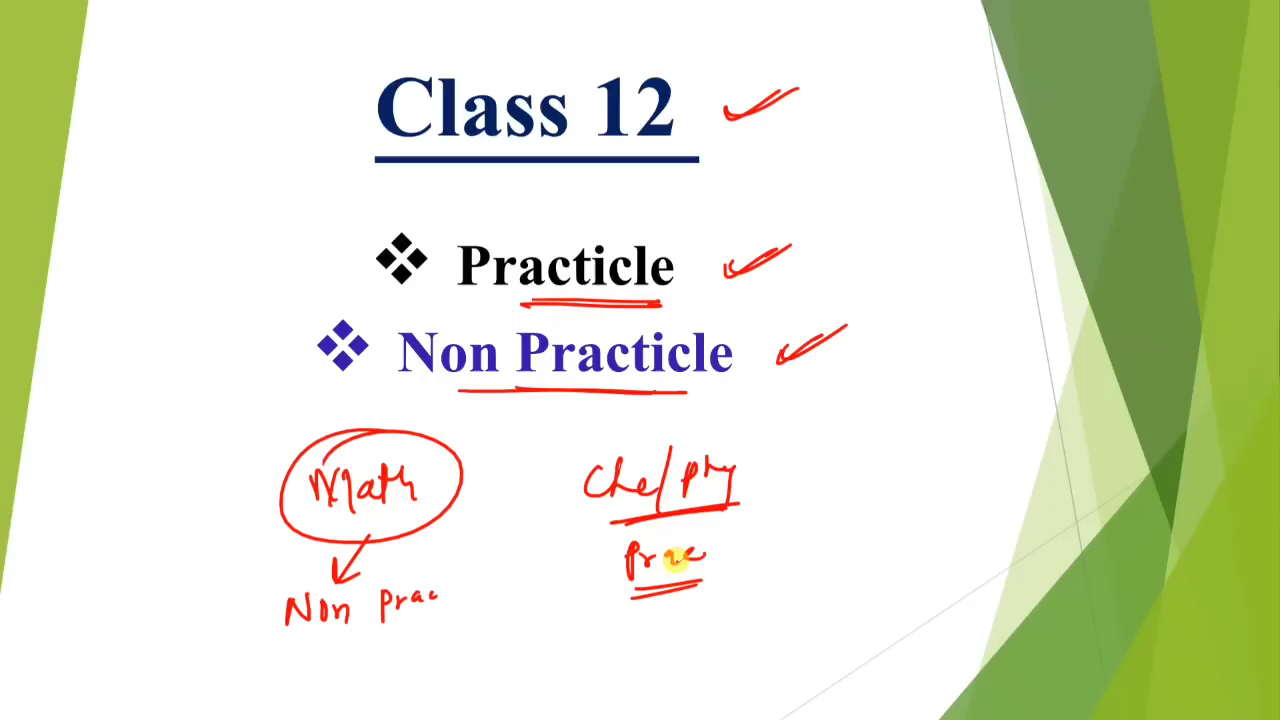 Class 12
Practicle
Non Practicle
Math
Che/Phy
Non Prac
Prac